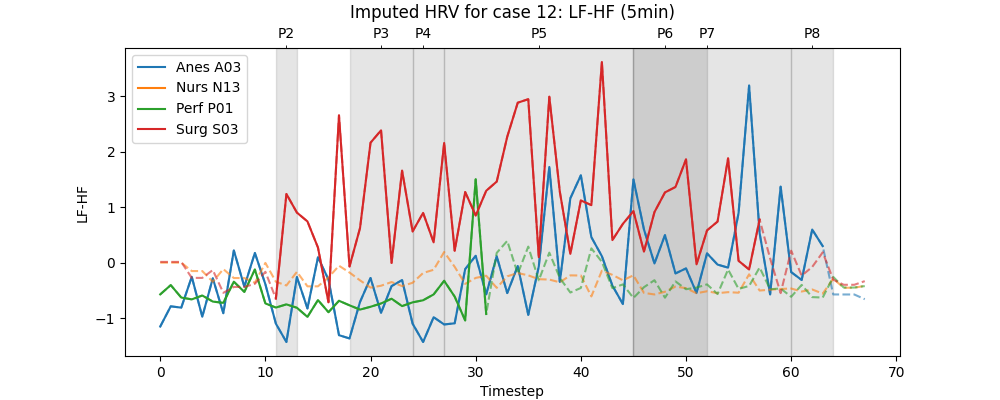 Imputed HRV for case 12: LF-HF (5min)
P2 P3 P4 P5 P6 P7 P8
Anes A03
Nurs N13
Perf P01
Surg S03
LF-HF
3
2
1
0
−1
0 10 20 30 40 50 60 70
Timestep